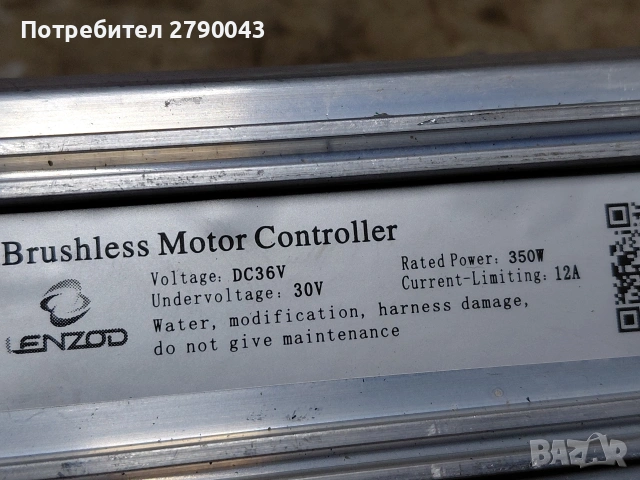 Потребител 2790043
Brushless Motor Controller
Voltage: DC36V
Rated Power: 350W
Undervoltage: 30V
Current-Limiting: 12A
Water, modification, harness damage,
do not give maintenance
LENZOD
BAZAR